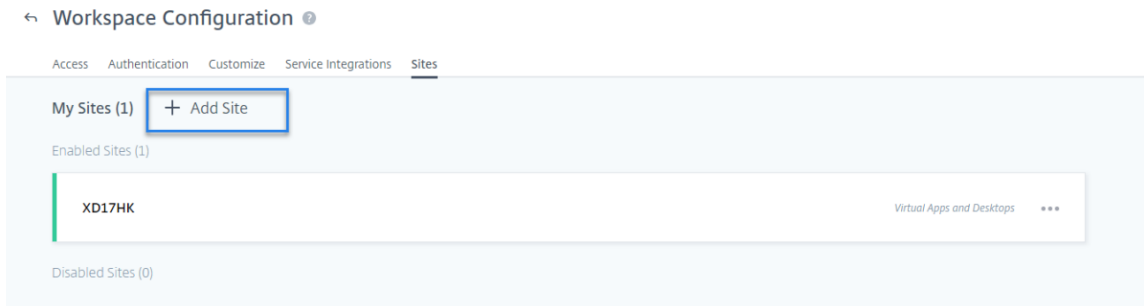 Workspace Configuration ?
Access Authentication Customize Service Integrations Sites
My Sites (1) + Add Site
Enabled Sites (1)
XD17HK Virtual Apps and Desktops
Disabled Sites (0)